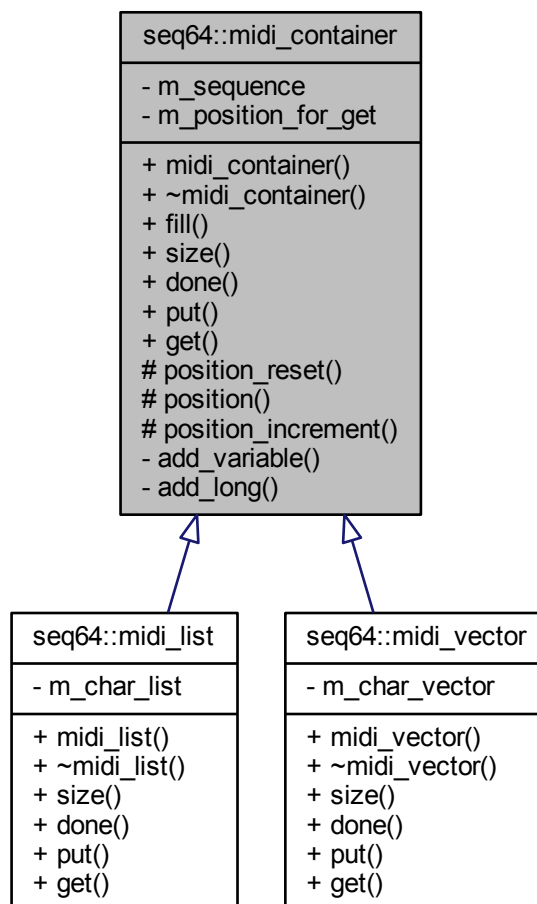 seq64::midi_container
- m_sequence
- m_position_for_get
+ midi_container()
+ ~midi_container()
+ fill()
+ size()
+ done()
+ put()
+ get()
# position_reset()
# position()
# position_increment()
- add_variable()
- add_long()
seq64::midi_list
- m_char_list
+ midi_list()
+ ~midi_list()
+ size()
+ done()
+ put()
+ get()
seq64::midi_vector
- m_char_vector
+ midi_vector()
+ ~midi_vector()
+ size()
+ done()
+ put()
+ get()